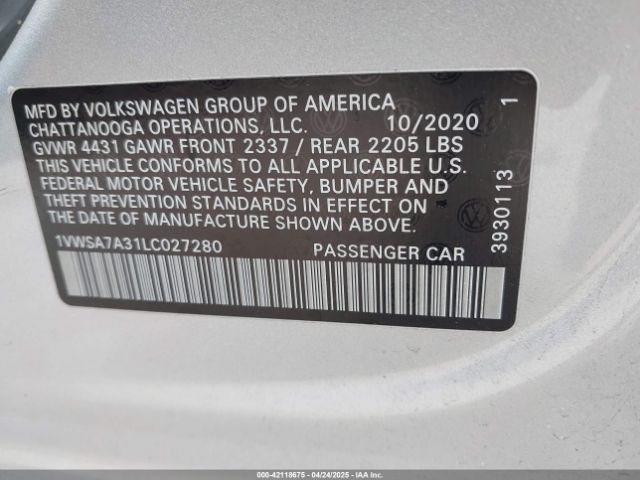 MFD BY VOLKSWAGEN GROUP OF AMERICA
CHATTANOOGA OPERATIONS, LLC. 10/2020
GVWR 4431 GAWR FRONT 2337 / REAR 2205 LBS
THIS VEHICLE CONFORMS TO ALL APPLICABLE U.S.
FEDERAL MOTOR VEHICLE SAFETY, BUMPER AND
THEFT PREVENTION STANDARDS IN EFFECT ON
THE DATE OF MANUFACTURE SHOWN ABOVE.
1VWSA7A31LC027280 PASSENGER CAR
3930113 1
000-42118675 - 04/24/2025 - IAAI.COM